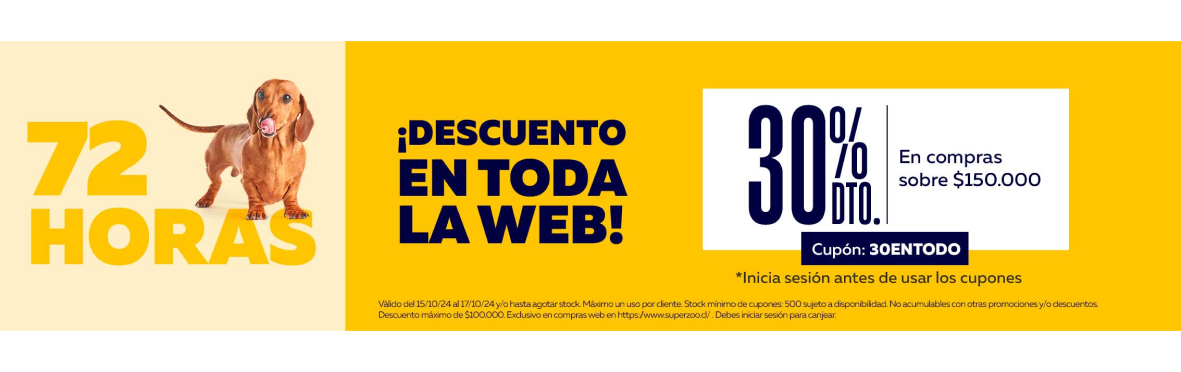 72
HORAS
¡DESCUENTO
EN TODA
LA WEB!
30%
DTO.
En compras
sobre $150.000
Cupón: 30ENTODO
*Inicia sesión antes de usar los cupones
Válido del 15/10/24 al 17/10/24 y/o hasta agotar stock. Máximo un uso por cliente. Stock mínimo de cupones: 500 sujeto a disponibilidad. No acumulables con otras promociones y/o descuentos.
Descuento máximo de $100.000. Exclusivo en compras web en https:/www.superzoo.cl/ . Debes iniciar sesión para canjear.